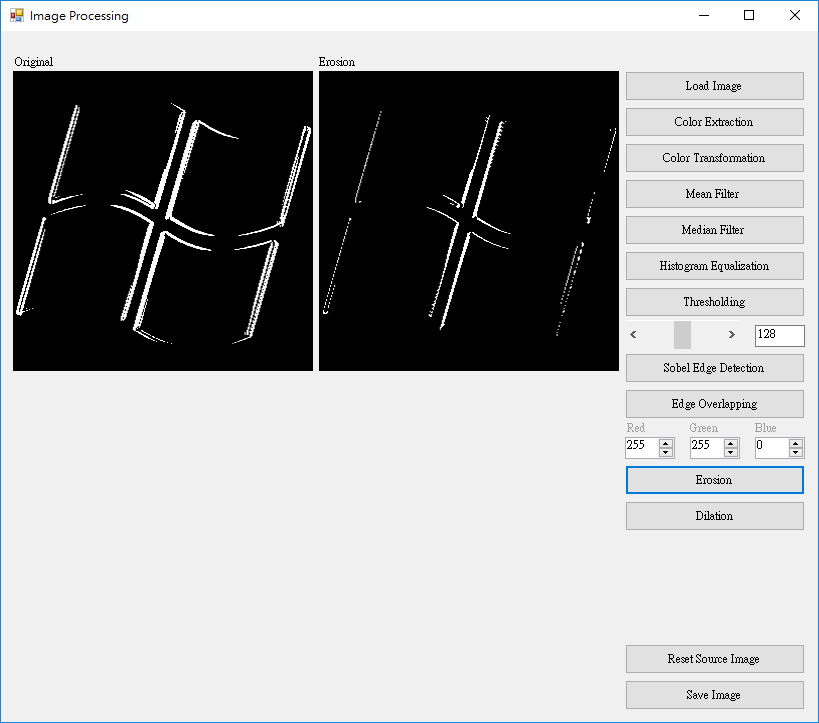 Image Processing
Original
Erosion
Load Image
Color Extraction
Color Transformation
Mean Filter
Median Filter
Histogram Equalization
Thresholding
128
Sobel Edge Detection
Edge Overlapping
Red Green Blue
255 255 0
Erosion
Dilation
Reset Source Image
Save Image